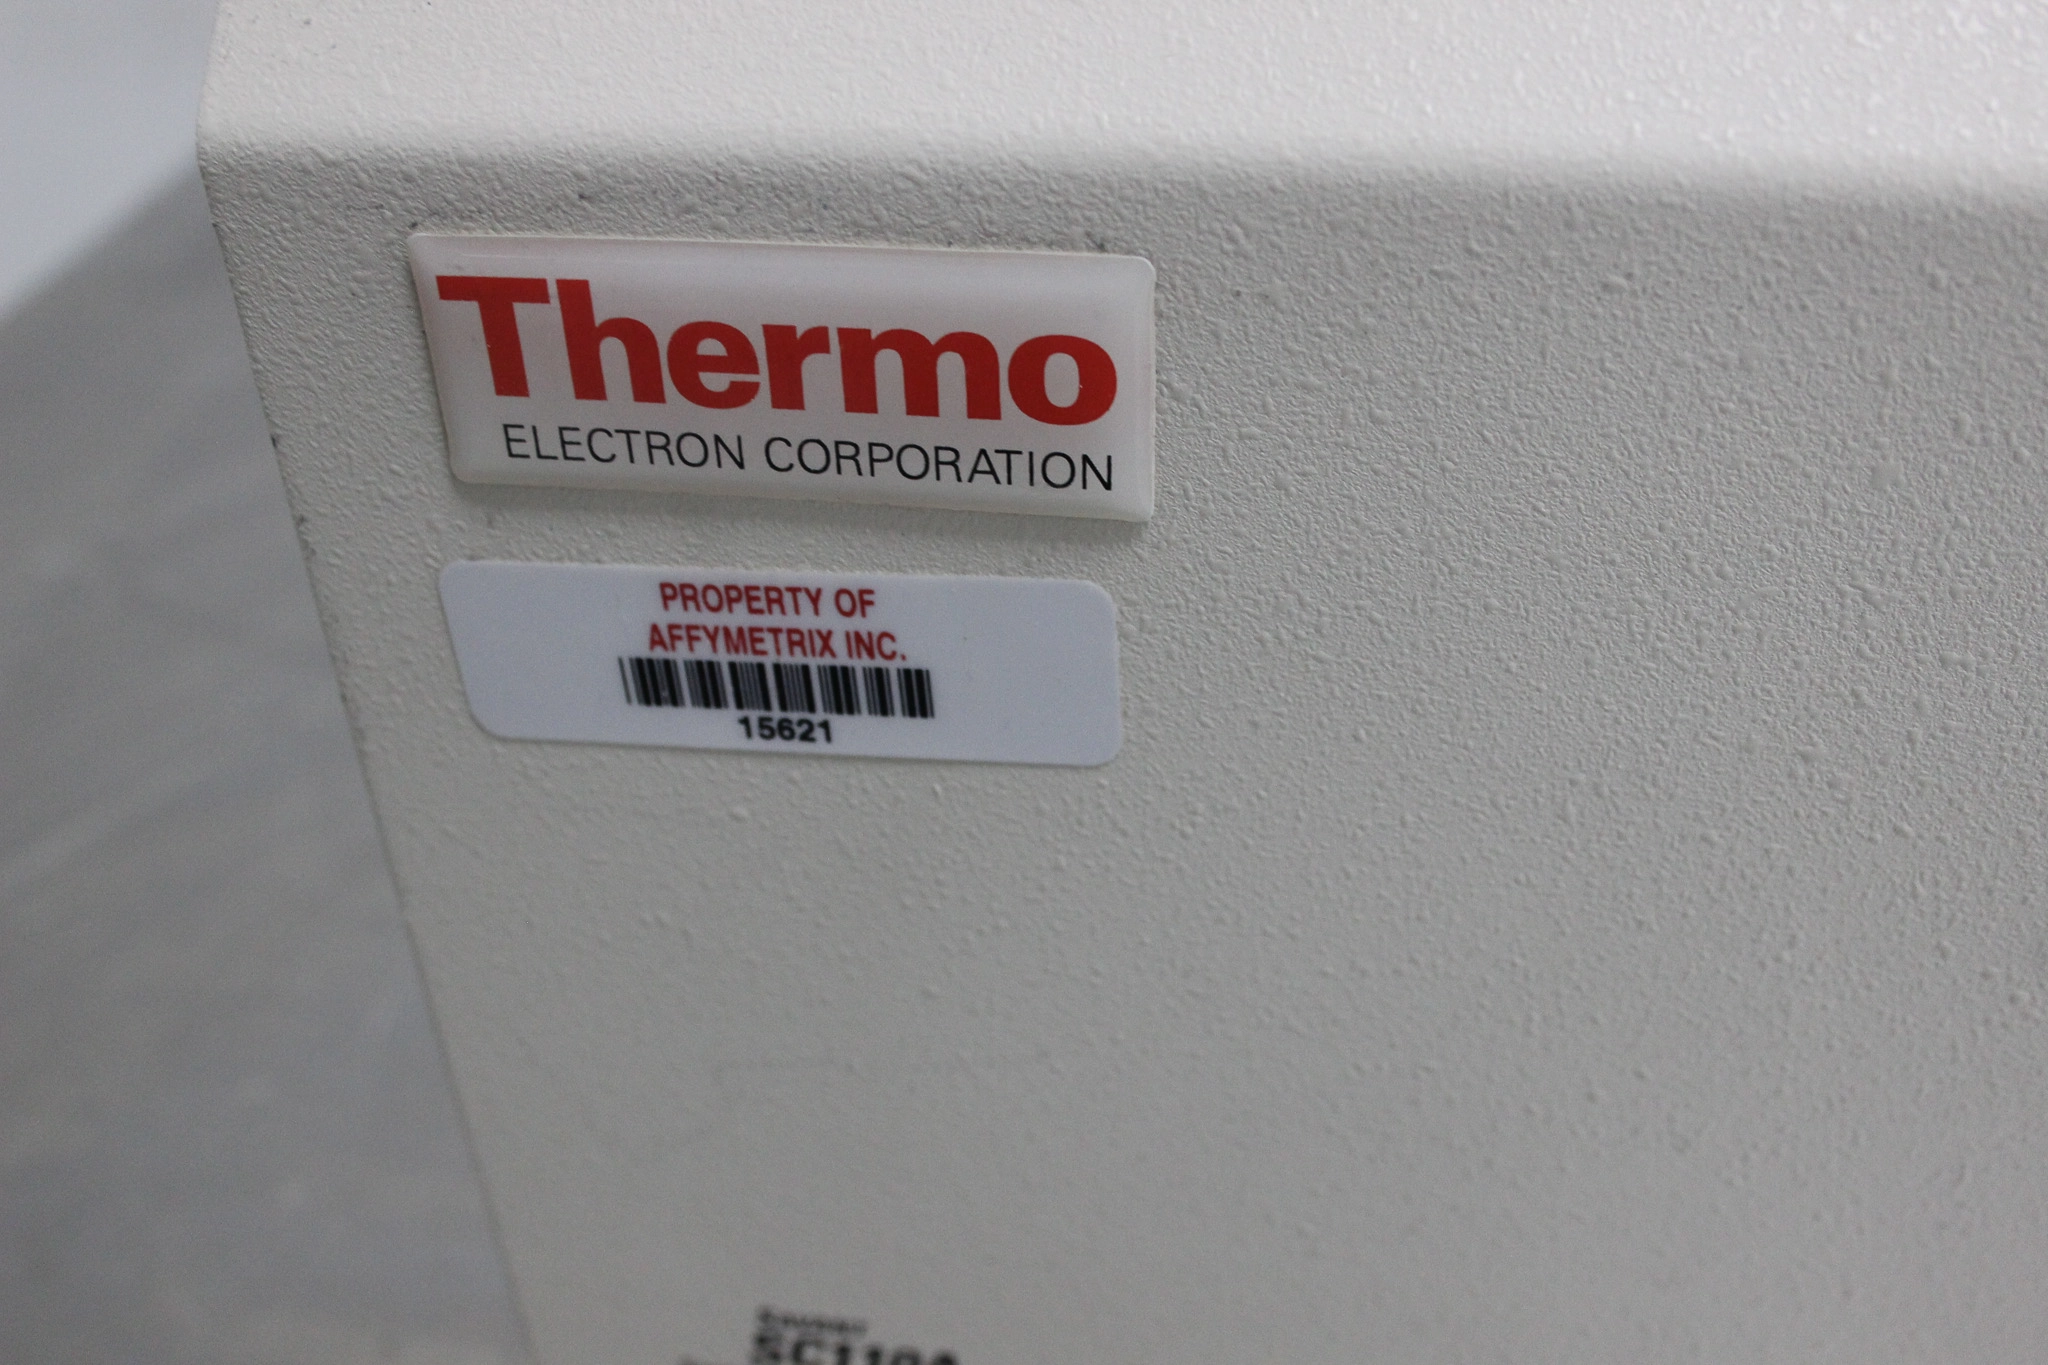 Thermo
ELECTRON CORPORATION
PROPERTY OF
AFFYMETRIX INC.
15621